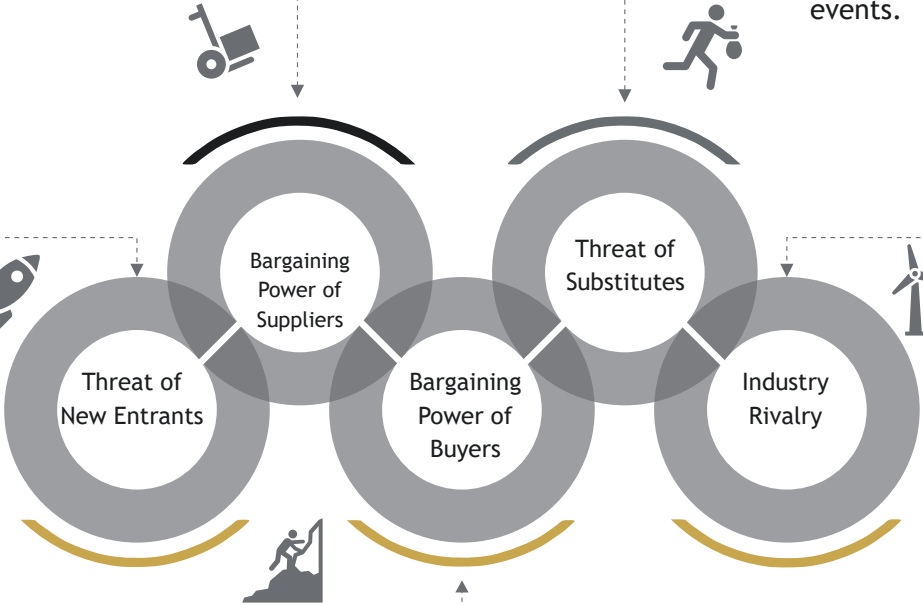 events.
Bargaining
Power of
Suppliers
Threat of
Substitutes
Threat of
New Entrants
Bargaining
Power of
Buyers
Industry
Rivalry